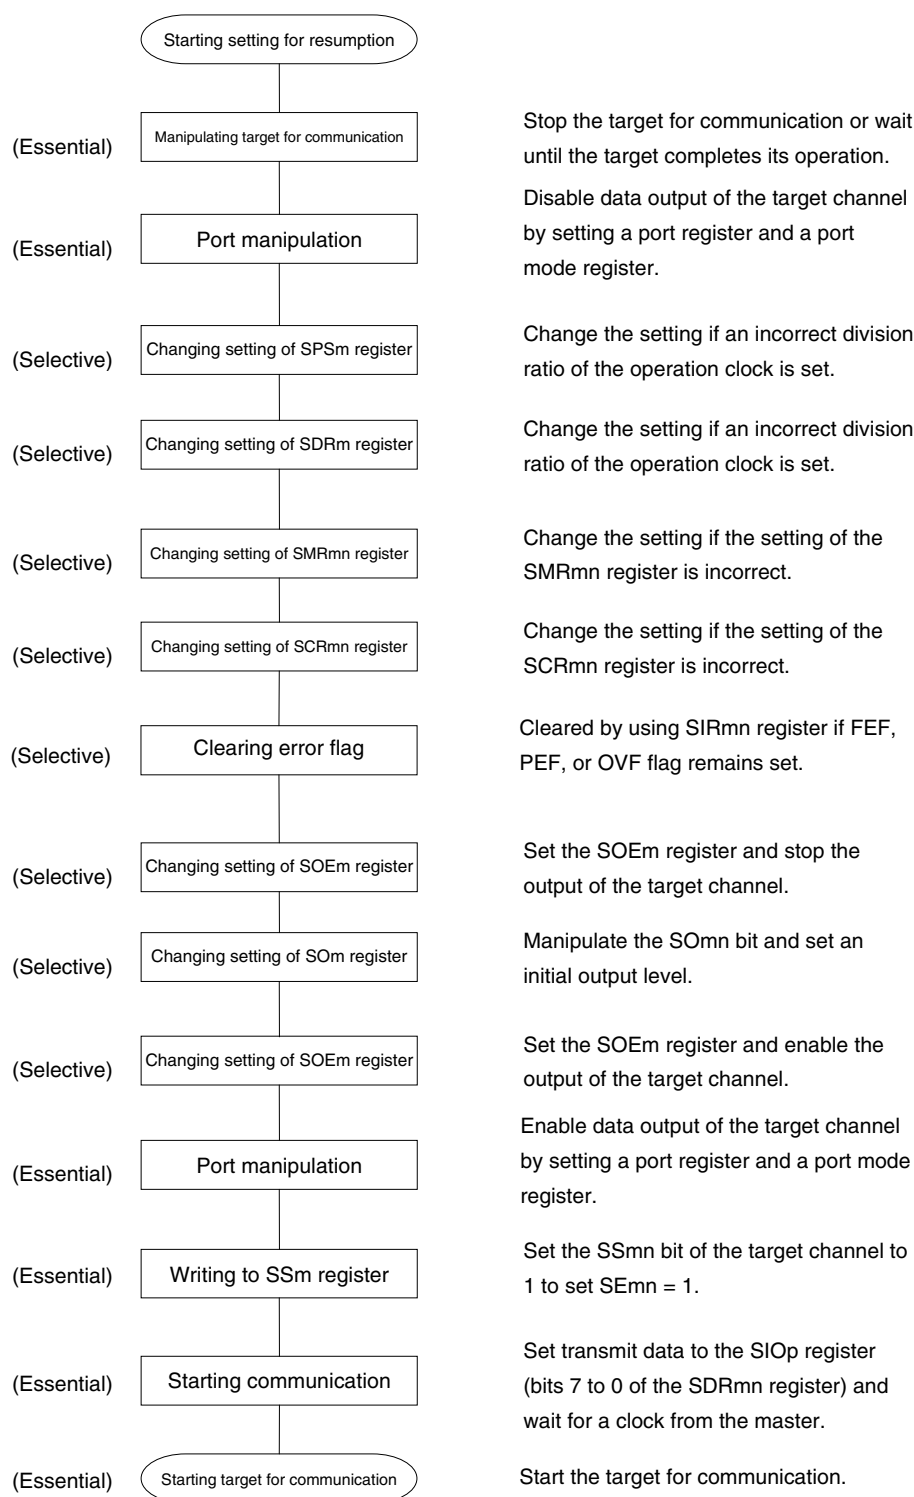 Starting setting for resumption
(Essential)
Manipulating target for communication
Stop the target for communication or wait
until the target completes its operation.
(Essential)
Port manipulation
Disable data output of the target channel
by setting a port register and a port
mode register.
(Selective)
Changing setting of SPSm register
Change the setting if an incorrect division
ratio of the operation clock is set.
(Selective)
Changing setting of SDRm register
Change the setting if an incorrect division
ratio of the operation clock is set.
(Selective)
Changing setting of SMRmn register
Change the setting if the setting of the
SMRmn register is incorrect.
(Selective)
Changing setting of SCRmn register
Change the setting if the setting of the
SCRmn register is incorrect.
(Selective)
Clearing error flag
Cleared by using SIRmn register if FEF,
PEF, or OVF flag remains set.
(Selective)
Changing setting of SOEm register
Set the SOEm register and stop the
output of the target channel.
(Selective)
Changing setting of SOm register
Manipulate the SOmn bit and set an
initial output level.
(Selective)
Changing setting of SOEm register
Set the SOEm register and enable the
output of the target channel.
(Essential)
Port manipulation
Enable data output of the target channel
by setting a port register and a port mode
register.
(Essential)
Writing to SSm register
Set the SSmn bit of the target channel to
1 to set SEmn = 1.
(Essential)
Starting communication
Set transmit data to the SIOp register
(bits 7 to 0 of the SDRmn register) and
wait for a clock from the master.
(Essential)
Starting target for communication
Start the target for communication.